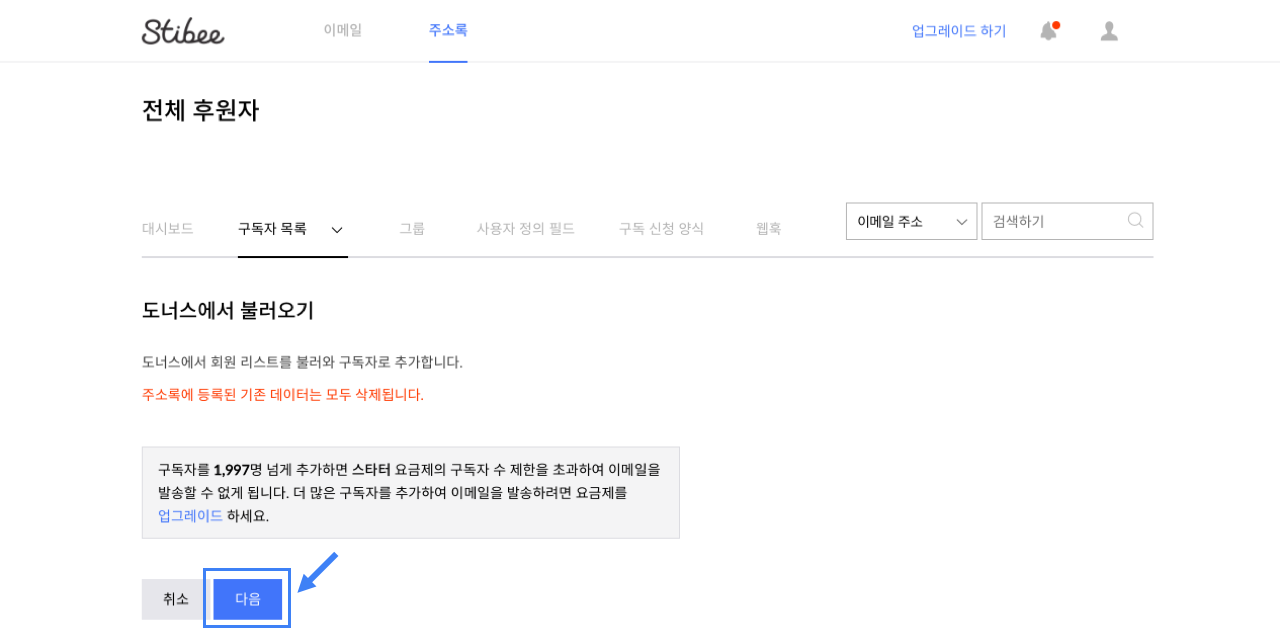 Stibee
이메일
주소록
업그레이드 하기
전체 후원자
대시보드
구독자 목록
그룹
사용자 정의 필드
구독 신청 양식
웹훅
이메일 주소
검색하기
도너스에서 불러오기
도너스에서 회원 리스트를 불러와 구독자로 추가합니다.
주소록에 등록된 기존 데이터는 모두 삭제됩니다.
구독자를 1,997명 넘게 추가하면 스타터 요금제의 구독자 수 제한을 초과하여 이메일을
발송할 수 없게 됩니다. 더 많은 구독자를 추가하여 이메일을 발송하려면 요금제를
업그레이드 하세요.
취소
다음